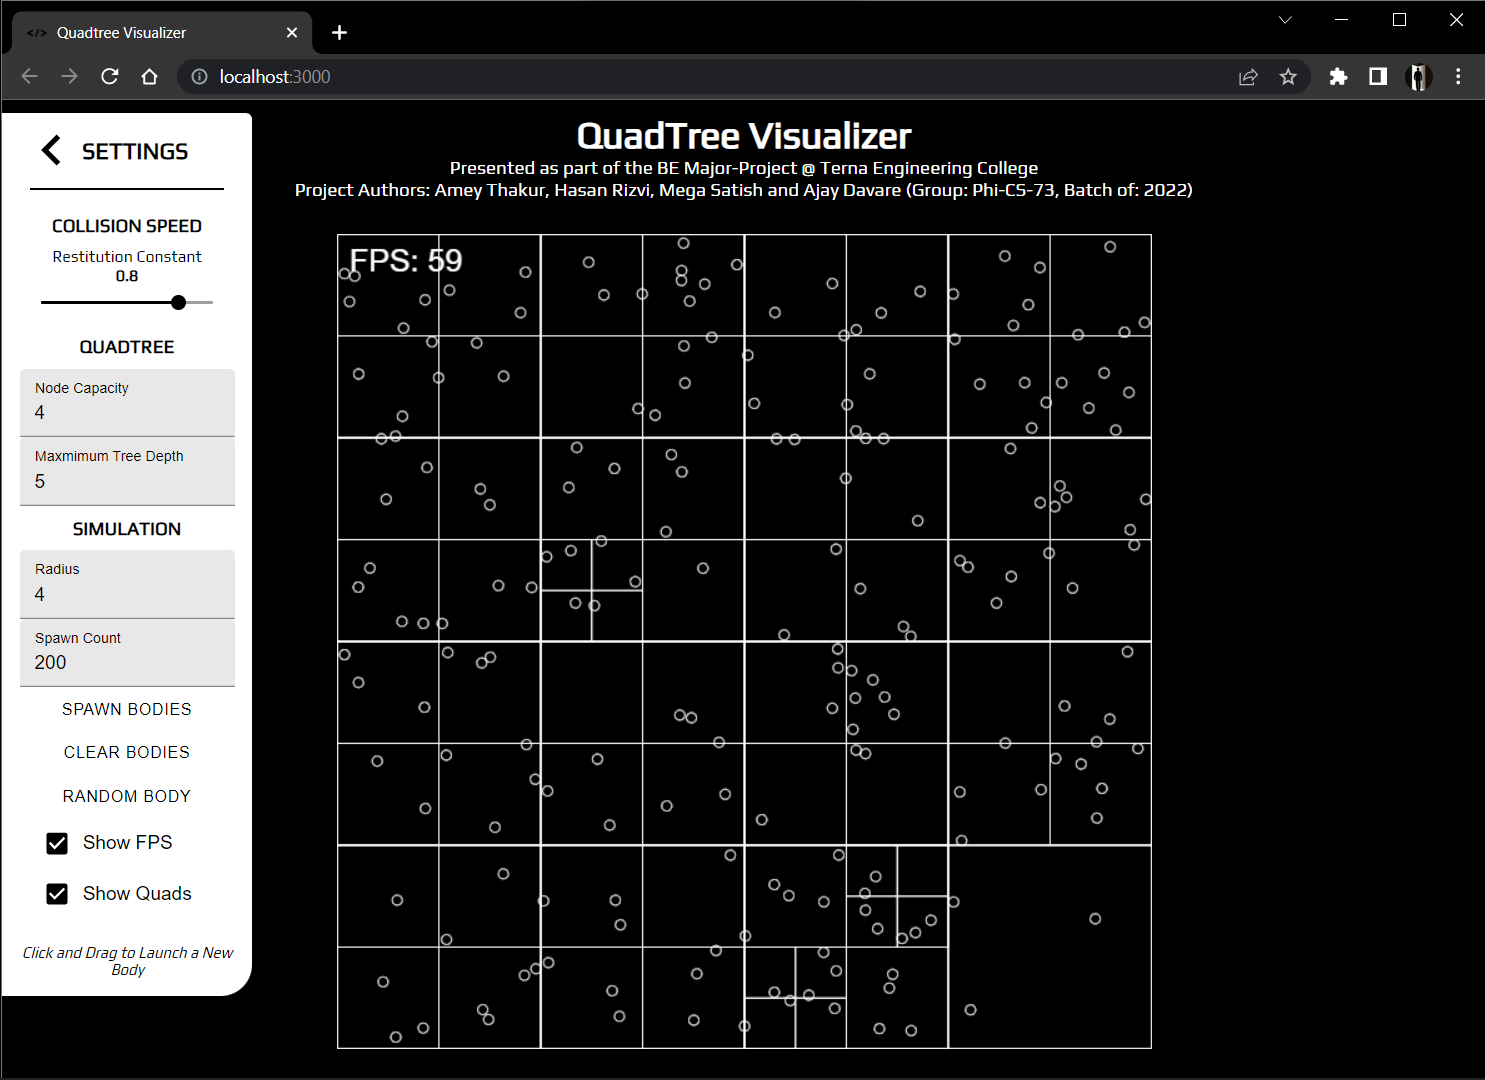 </> Quadtree Visualizer
localhost:3000
SETTINGS
COLLISION SPEED
Restitution Constant
0.8
QUADTREE
Node Capacity
4
Maxmimum Tree Depth
5
SIMULATION
Radius
4
Spawn Count
200
SPAWN BODIES
CLEAR BODIES
RANDOM BODY
Show FPS
Show Quads
Click and Drag to Launch a New
Body
QuadTree Visualizer
Presented as part of the BE Major-Project @ Terna Engineering College
Project Authors: Amey Thakur, Hasan Rizvi, Mega Satish and Ajay Davare (Group: Phi-CS-73, Batch of: 2022)
FPS: 59